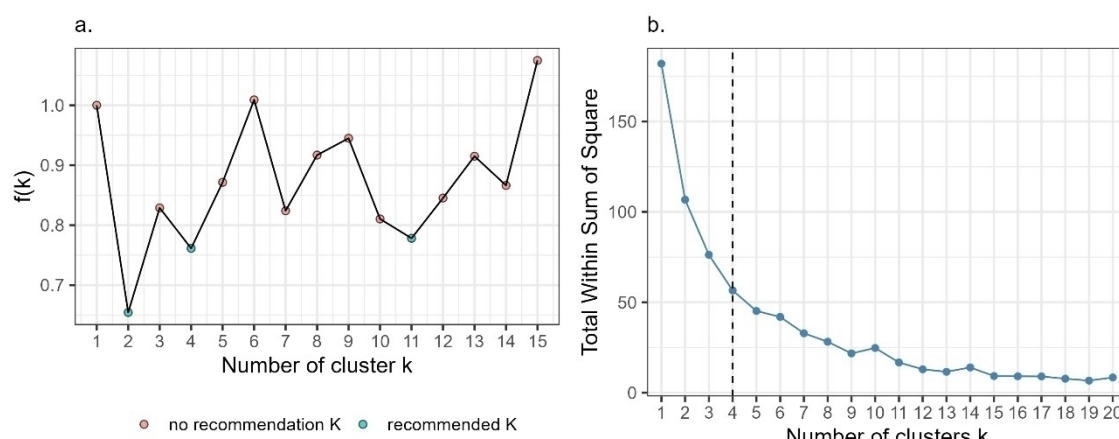 a.
f(k)
1.0
0.9
0.8
0.7
1 2 3 4 5 6 7 8 9 10 11 12 13 14 15
Number of cluster k
no recommendation K recommended K
b.
Total Within Sum of Square
150
100
50
0
1 2 3 4 5 6 7 8 9 10 11 12 13 14 15 16 17 18 19 20
Number of clusters k